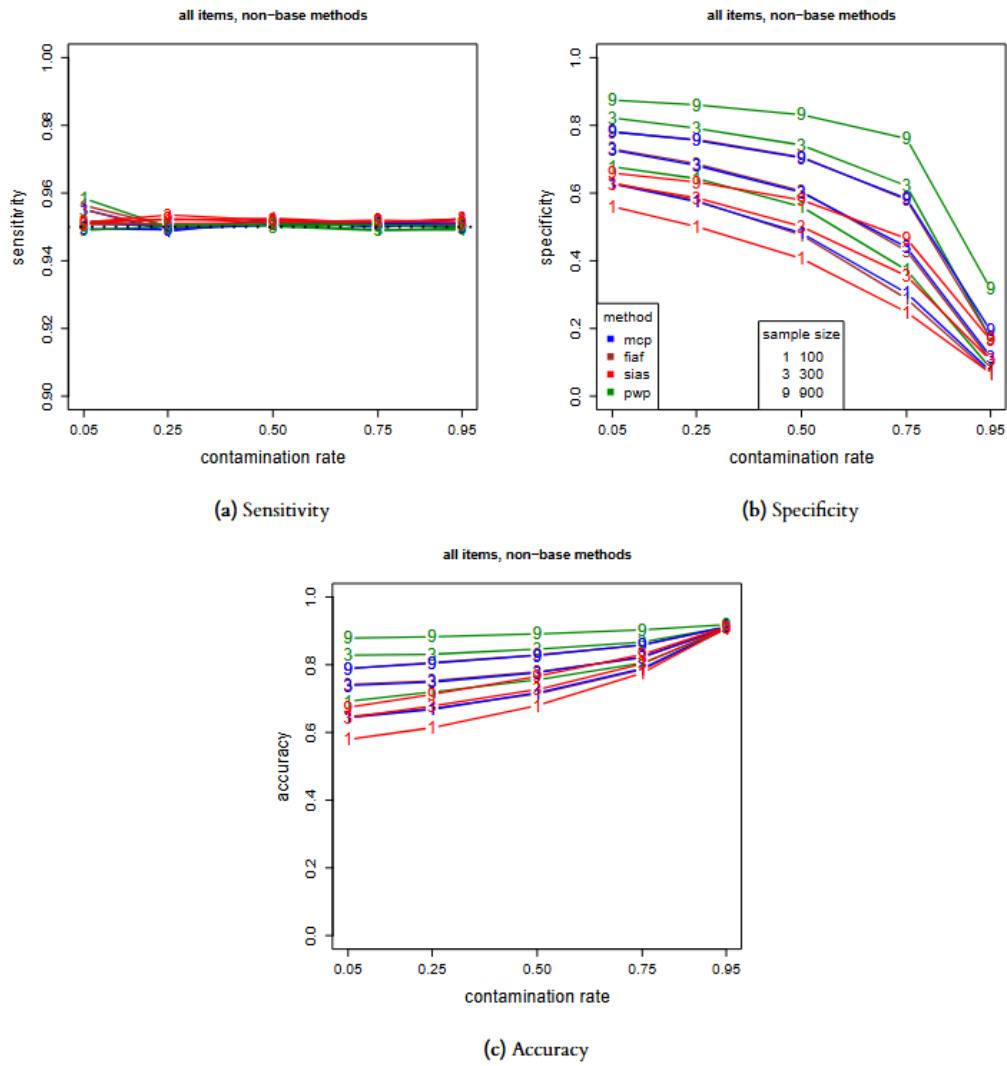 all items, non−base methods
sensitivity
1.00
0.98
0.96
0.94
0.92
0.90
0.05 0.25 0.50 0.75 0.95
contamination rate
(a) Sensitivity
all items, non−base methods
specificity
1.0
0.8
0.6
0.4
0.2
0.0
method
mcp
fiaf
sias
pwp
sample size
1 100
3 300
9 900
0.05 0.25 0.50 0.75 0.95
contamination rate
(b) Specificity
all items, non−base methods
accuracy
1.0
0.8
0.6
0.4
0.2
0.0
0.05 0.25 0.50 0.75 0.95
contamination rate
(c) Accuracy